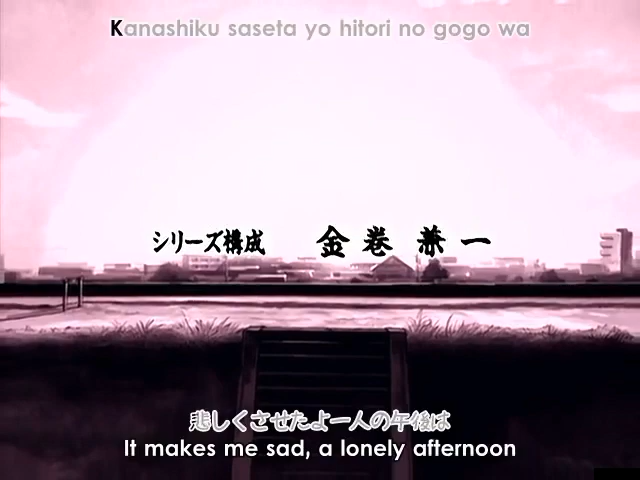 Kanashiku saseta yo hitori no gogo wa
シリーズ構成 金巻兼一
悲しくさせたよ一人の午後は
It makes me sad, a lonely afternoon